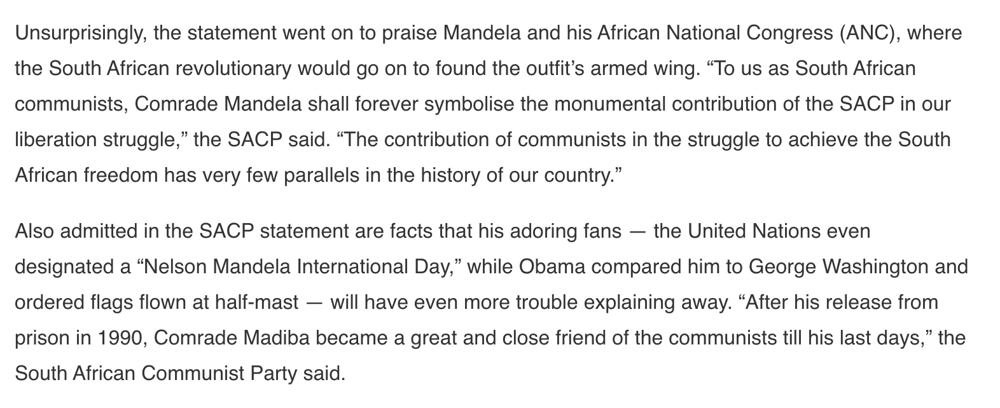 Unsurprisingly, the statement went on to praise Mandela and his African National Congress (ANC), where
the South African revolutionary would go on to found the outfit’s armed wing. “To us as South African
communists, Comrade Mandela shall forever symbolise the monumental contribution of the SACP in our
liberation struggle,” the SACP said. “The contribution of communists in the struggle to achieve the South
African freedom has very few parallels in the history of our country.”
Also admitted in the SACP statement are facts that his adoring fans — the United Nations even
designated a “Nelson Mandela International Day,” while Obama compared him to George Washington and
ordered flags flown at half-mast — will have even more trouble explaining away. “After his release from
prison in 1990, Comrade Madiba became a great and close friend of the communists till his last days,” the
South African Communist Party said.